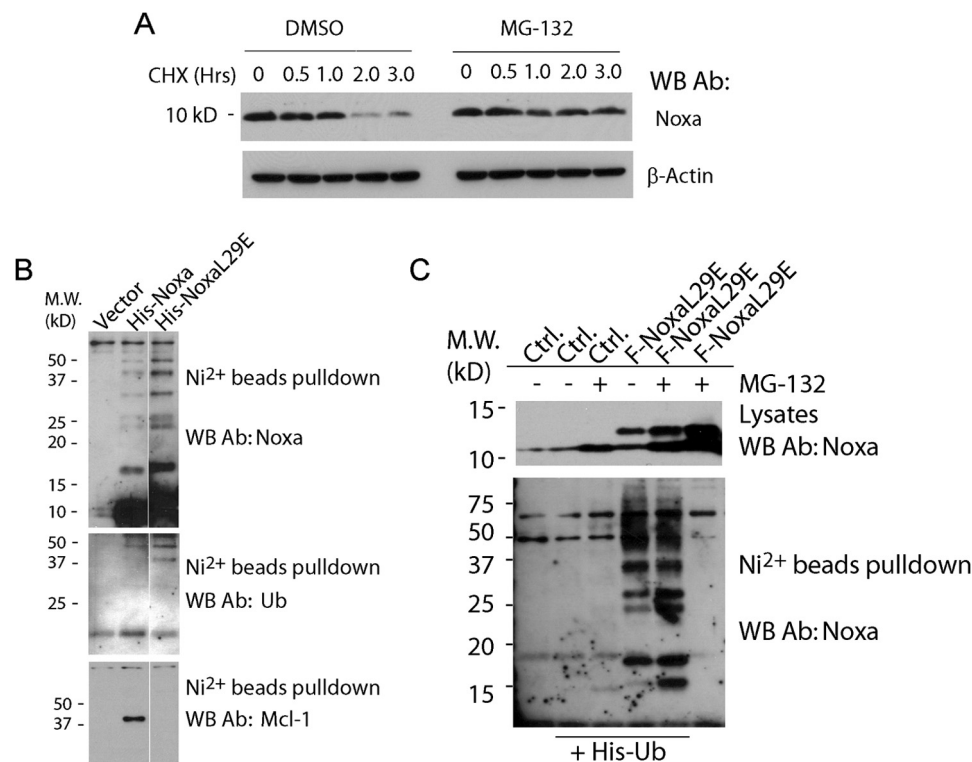 A
DMSO MG-132
CHX (Hrs) 0 0.5 1.0 2.0 3.0 0 0.5 1.0 2.0 3.0 WB Ab:
10 kD - Noxa
β-Actin
B
M.W. (kD)
Vector His-Noxa His-NoxaL29E
50 -
37 -
25 -
20 -
15 -
10 -
Ni2+ beads pulldown
WB Ab: Noxa
50 -
37 -
25 -
Ni2+ beads pulldown
WB Ab: Ub
50 -
37 -
Ni2+ beads pulldown
WB Ab: Mcl-1
C
M.W. (kD)
Ctrl. Ctrl. Ctrl. F-NoxaL29E F-NoxaL29E F-NoxaL29E
- - + - + + MG-132
15 -
10 -
Lysates
WB Ab: Noxa
75 -
50 -
37 -
25 -
20 -
15 -
Ni2+ beads pulldown
WB Ab: Noxa
+ His-Ub